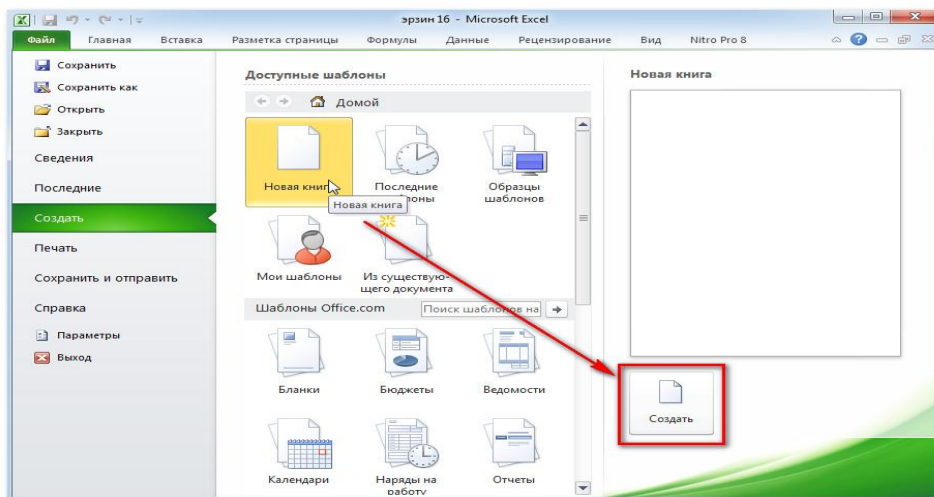 эрзин 16 - Microsoft Excel
Файл Главная Вставка Разметка страницы Формулы Данные Рецензирование Вид Nitro Pro 8
Сохранить
Сохранить как
Открыть
Закрыть
Сведения
Последние
Создать
Печать
Сохранить и отправить
Справка
Параметры
Выход
Доступные шаблоны
Домой
Новая книга
Последние
Образцы
шаблонов
Новая книга
Мои шаблоны
Из существую-
щего документа
Шаблоны Office.com
Поиск шаблонов на
Бланки
Бюджеты
Ведомости
Календари
Наряды на
работу
Отчеты
Новая книга
Создать